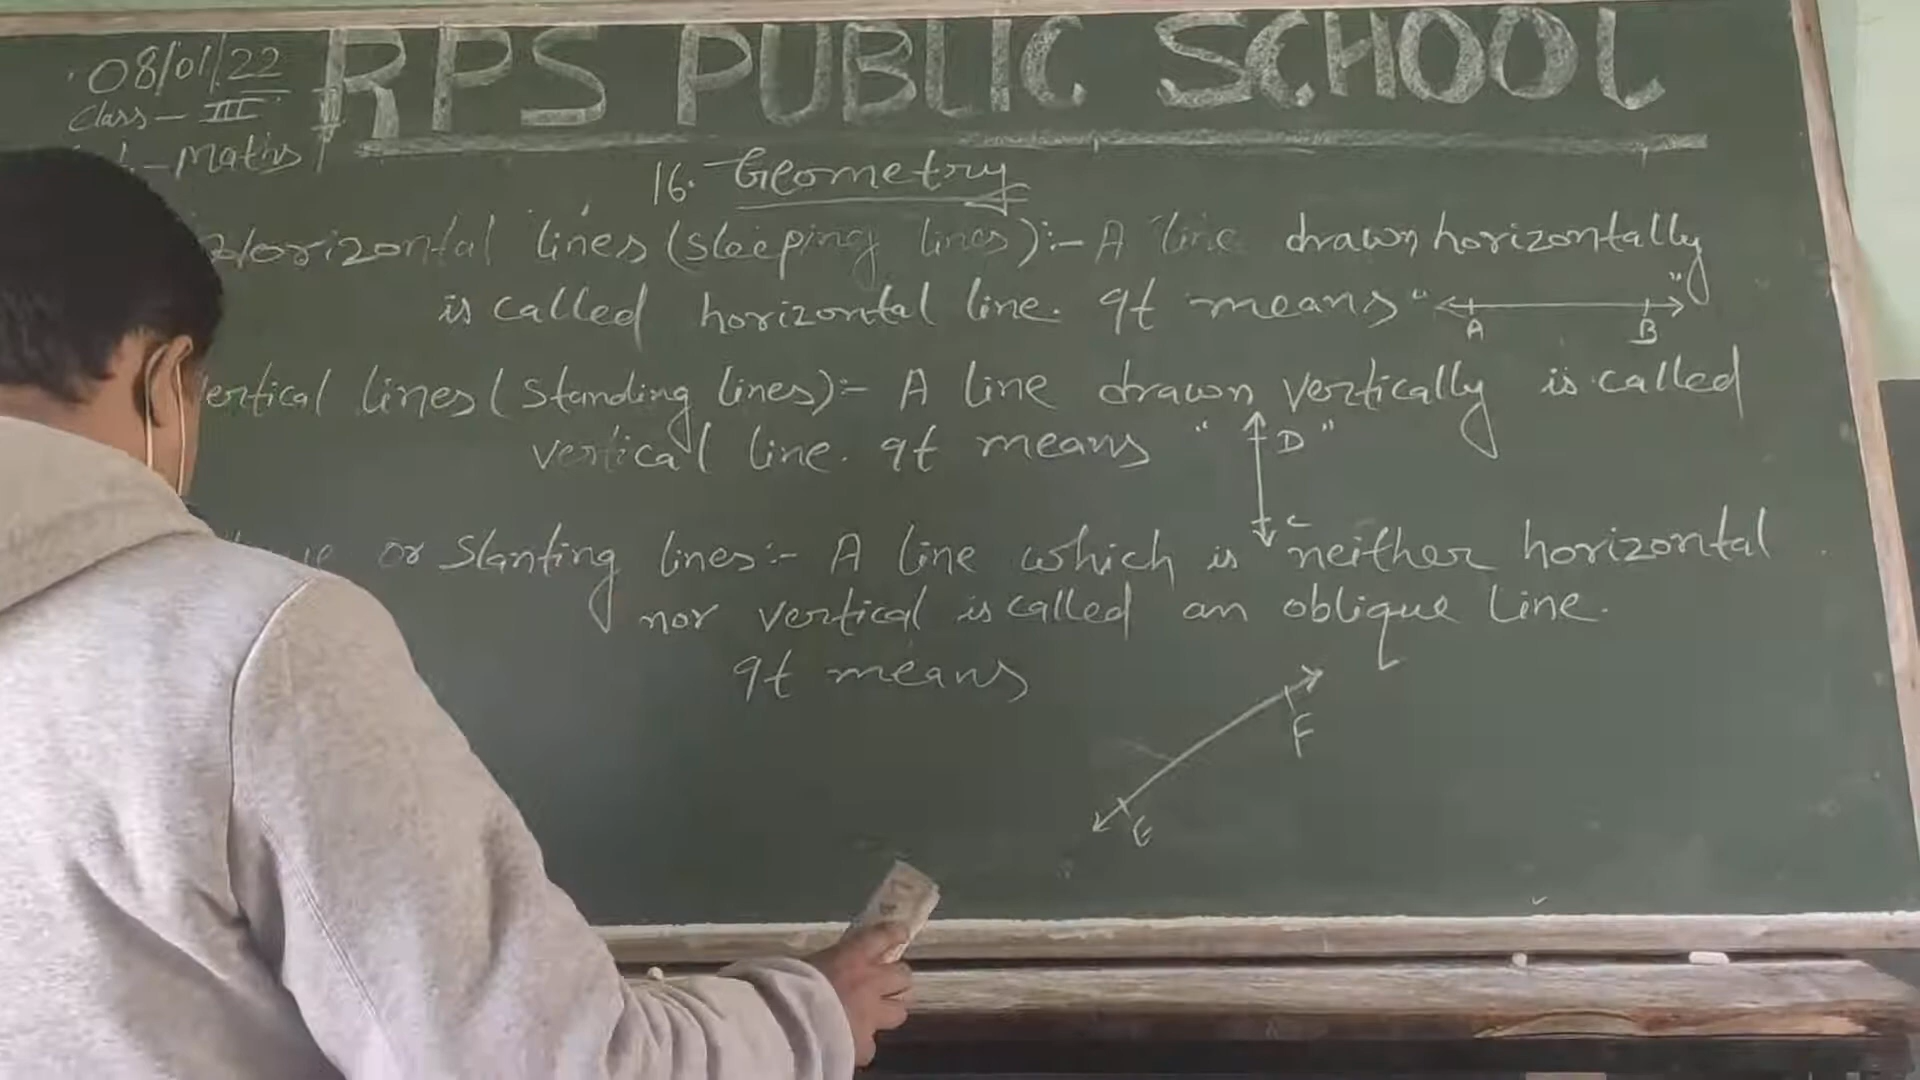 08/01/22
RPS PUBLIC SCHOOL
Class - III
- Maths
16. Geometry
Horizontal lines (Sleeping lines) :- A line drawn horizontally
is called horizontal line. It means "
"
A B
ertical lines (Standing lines) :- A line drawn vertically is called
vertical line. It means " D "
C
or Slanting lines :- A line which is neither horizontal
nor vertical is called an oblique line.
It means
F
E